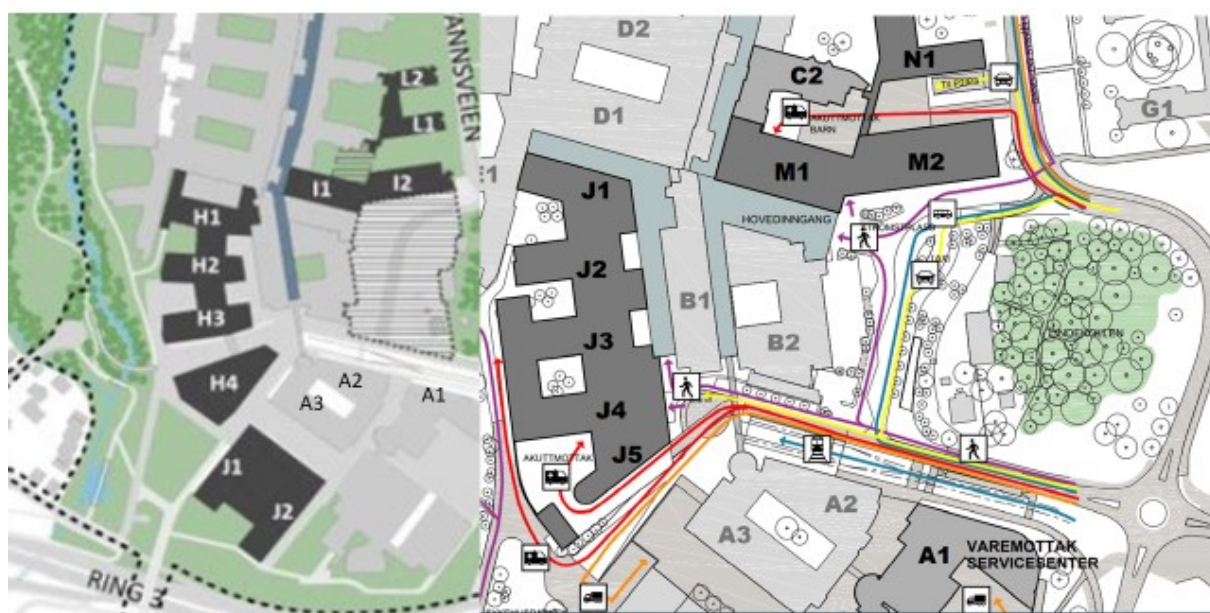 L2
L1
ANNSVEIEN
I1
I2
H1
H2
H3
H4
A2
A3
A1
J1
J2
RING 3
D2
D1
C2
N1
G1
AKUTTMOTTAK
BARN
M1
M2
J1
HOVEDINNGANG
J2
B1
J3
B2
J4
AKUTTMOTTAK
J5
A2
A3
A1
VAREMOTTAK
SERVICESENTER